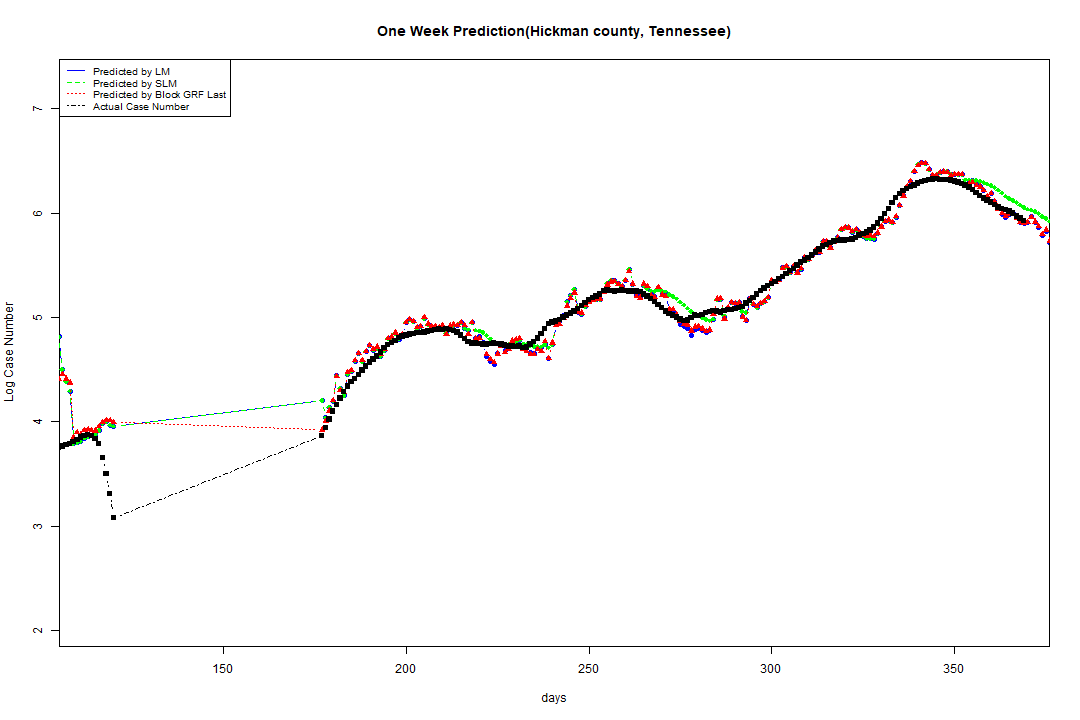 One Week Prediction(Hickman county, Tennessee)
Predicted by LM
Predicted by SLM
Predicted by Block GRF Last
Actual Case Number
7
6
5
4
3
2
Log Case Number
150 200 250 300 350
days